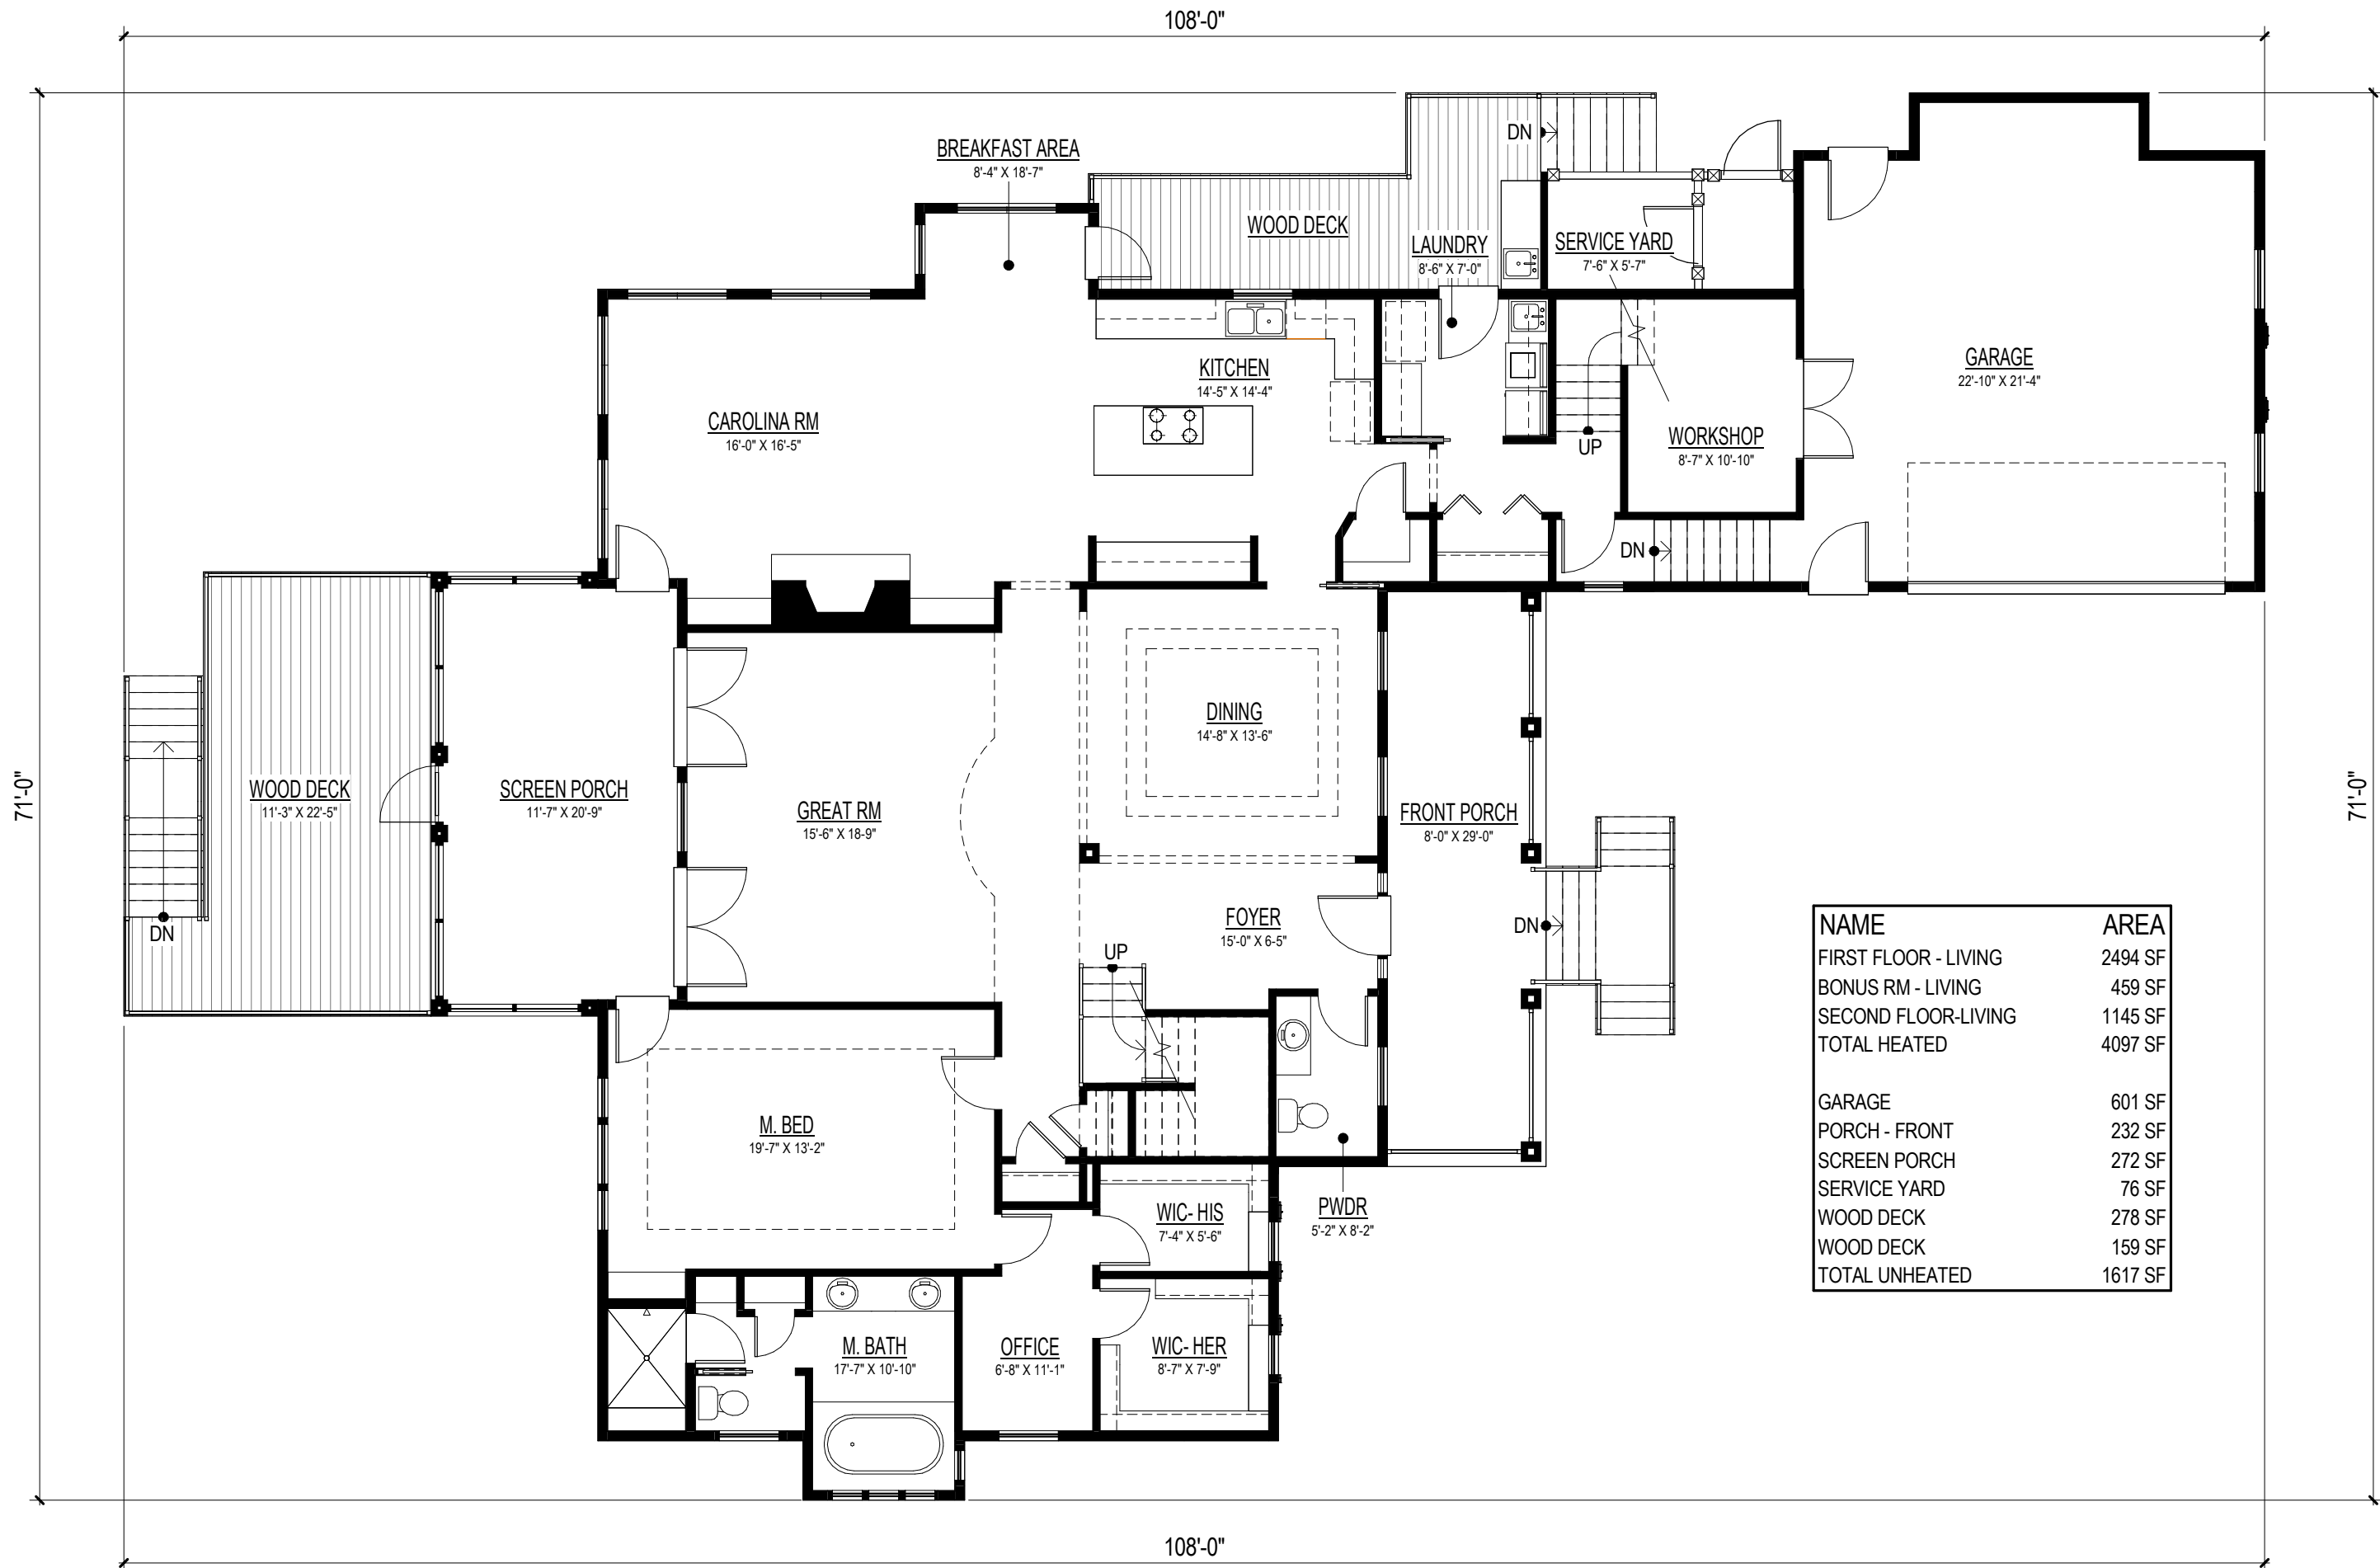 108'-0"
BREAKFAST AREA
8'-4" X 18'-7"
DN
WOOD DECK
LAUNDRY
8'-6" X 7'-0"
SERVICE YARD
7'-6" X 5'-7"
KITCHEN
14'-5" X 14'-4"
GARAGE
22'-10" X 21'-4"
CAROLINA RM
16'-0" X 16'-5"
UP
WORKSHOP
8'-7" X 10'-10"
DN
DINING
14'-8" X 13'-6"
71'-0"
WOOD DECK
11'-3" X 22'-5"
SCREEN PORCH
11'-7" X 20'-9"
GREAT RM
15'-6" X 18-9"
FRONT PORCH
8'-0" X 29'-0"
71'-0"
DN
FOYER
15'-0" X 6-5"
DN
UP
NAME AREA
FIRST FLOOR - LIVING 2494 SF
BONUS RM - LIVING 459 SF
SECOND FLOOR-LIVING 1145 SF
TOTAL HEATED 4097 SF
GARAGE 601 SF
PORCH - FRONT 232 SF
SCREEN PORCH 272 SF
SERVICE YARD 76 SF
WOOD DECK 278 SF
WOOD DECK 159 SF
TOTAL UNHEATED 1617 SF
M. BED
19'-7" X 13'-2"
WIC- HIS
7'-4" X 5'-6"
PWDR
5'-2" X 8'-2"
M. BATH
17'-7" X 10'-10"
OFFICE
6'-8" X 11'-1"
WIC- HER
8'-7" X 7'-9"
108'-0"